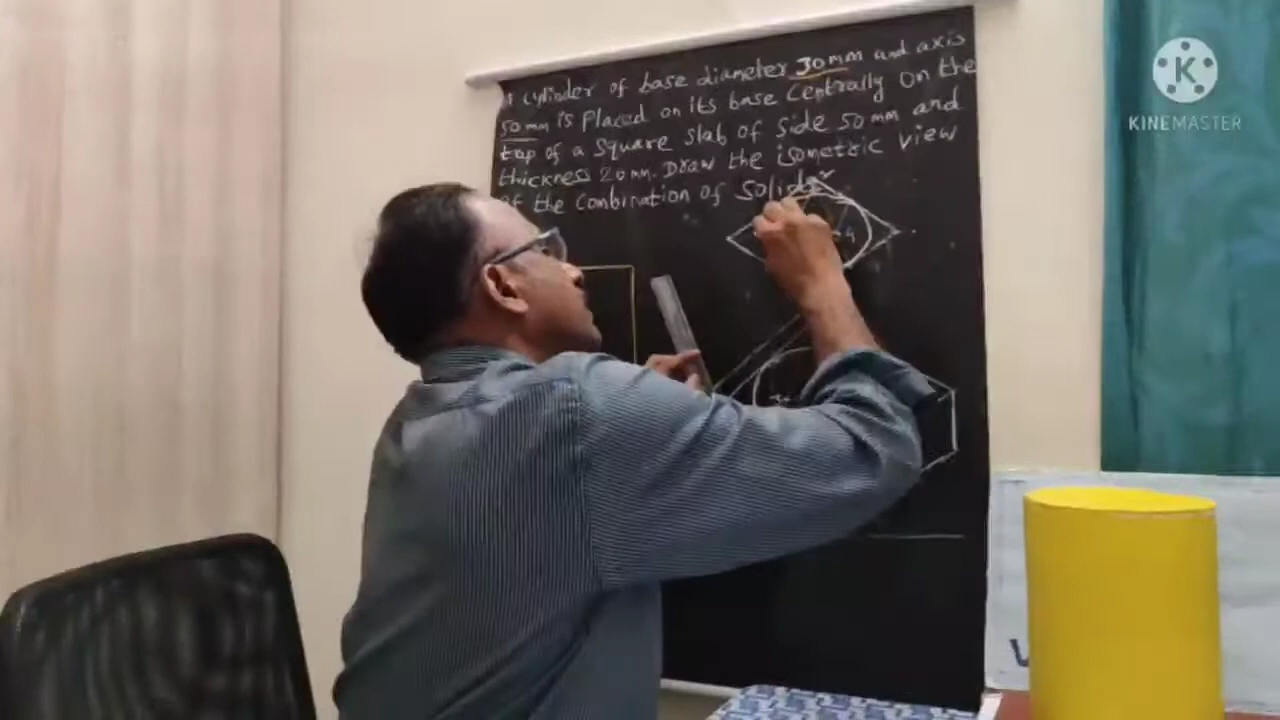 cylinder of base diameter 30mm and axis
50mm is placed on its base centrally on the
top of a square slab of side 50mm and
thickness 20mm. Draw the isometric view
of the combination of solids
4
K
KINEMASTER